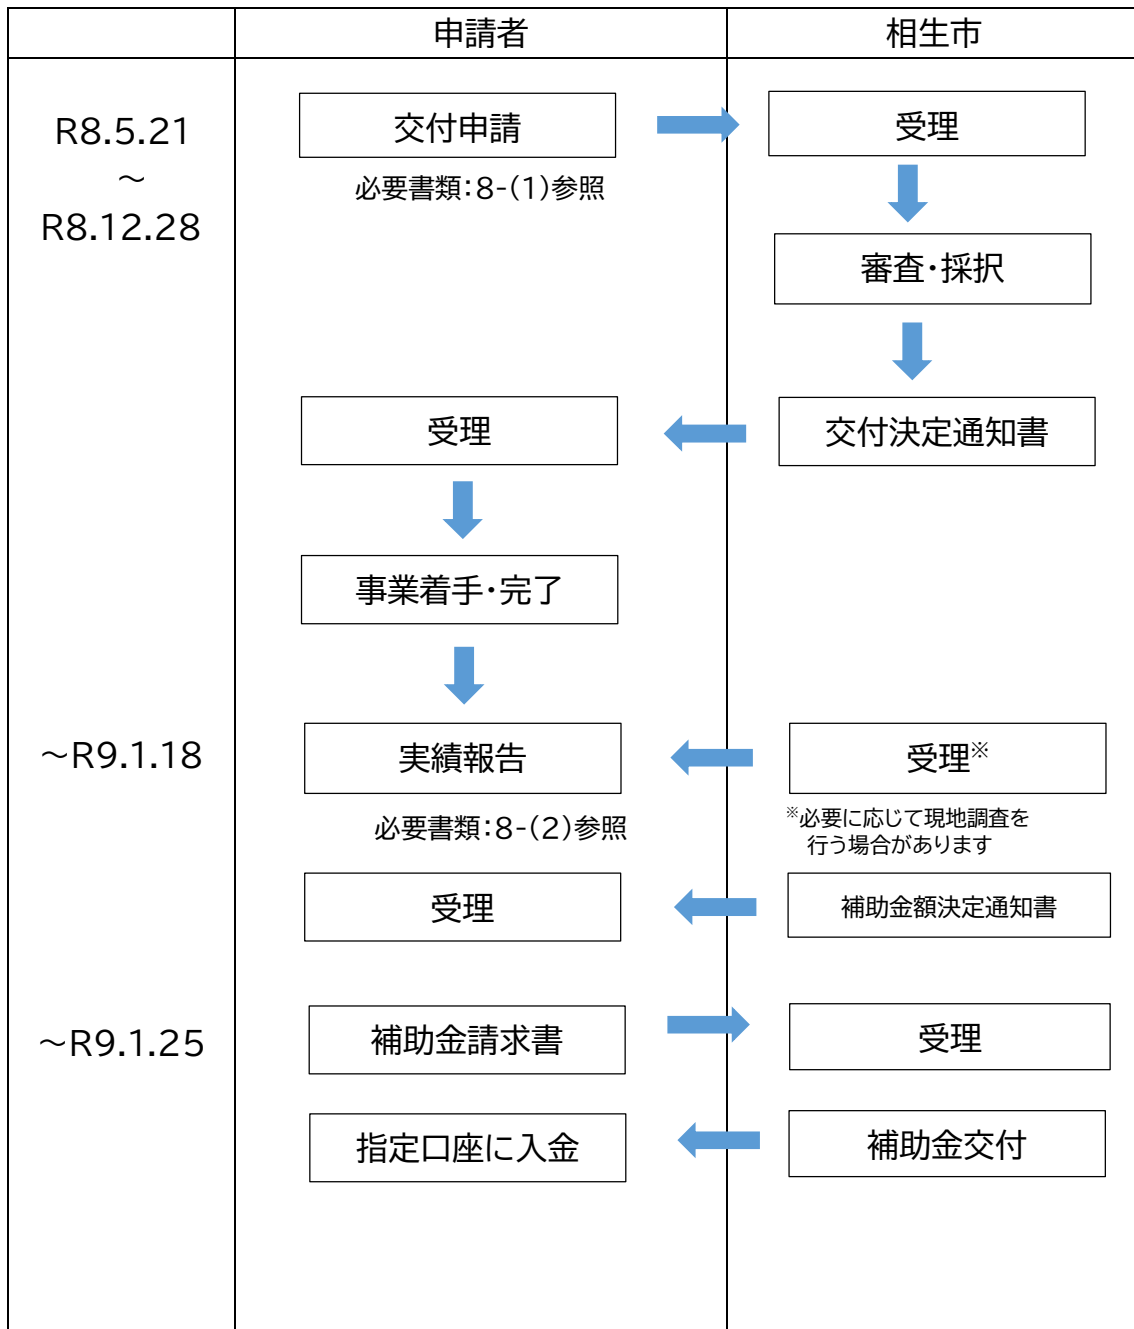 申請者
相生市
R8.5.21
～
R8.12.28
交付申請
受理
必要書類：8-(1)参照
審査・採択
受理
交付決定通知書
事業着手・完了
～R9.1.18
実績報告
受理※
必要書類：8-(2)参照
※必要に応じて現地調査を
行う場合があります
受理
補助金額決定通知書
～R9.1.25
補助金請求書
受理
指定口座に入金
補助金交付